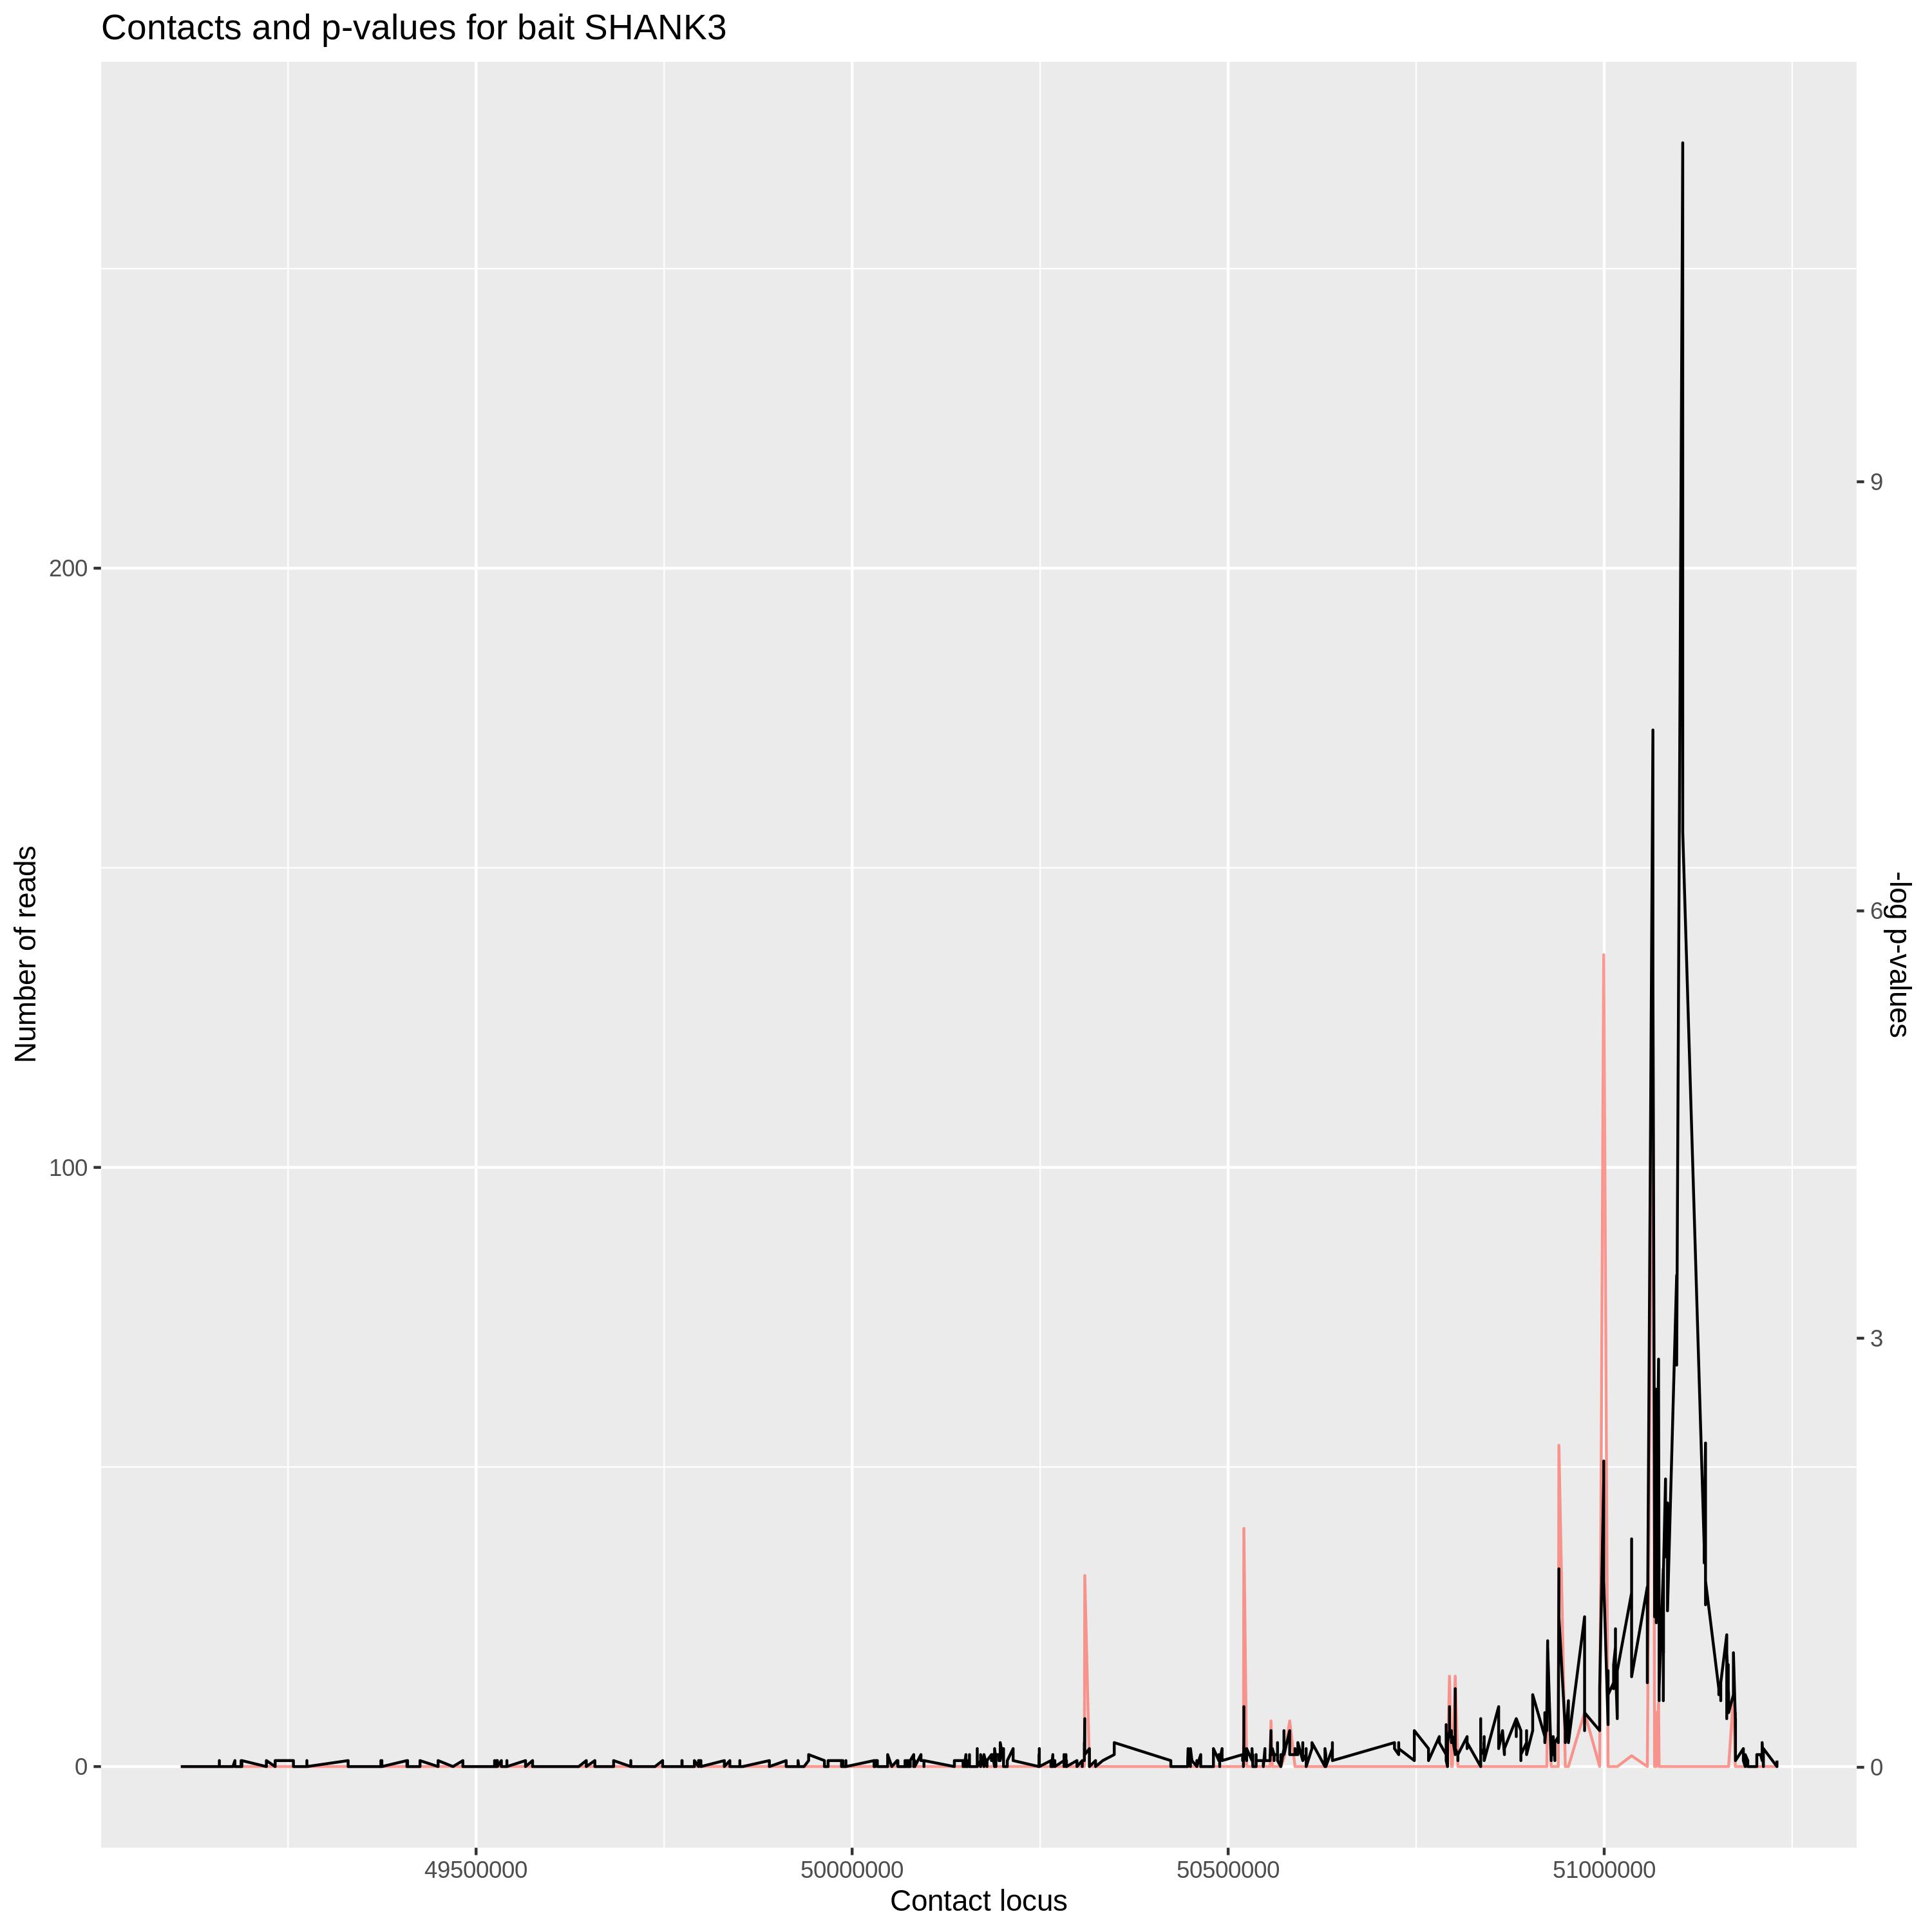 Contacts and p-values for bait SHANK3
Number of reads
200
100
0
9
6
3
0
-log p-values
49500000
50000000
50500000
51000000
Contact locus